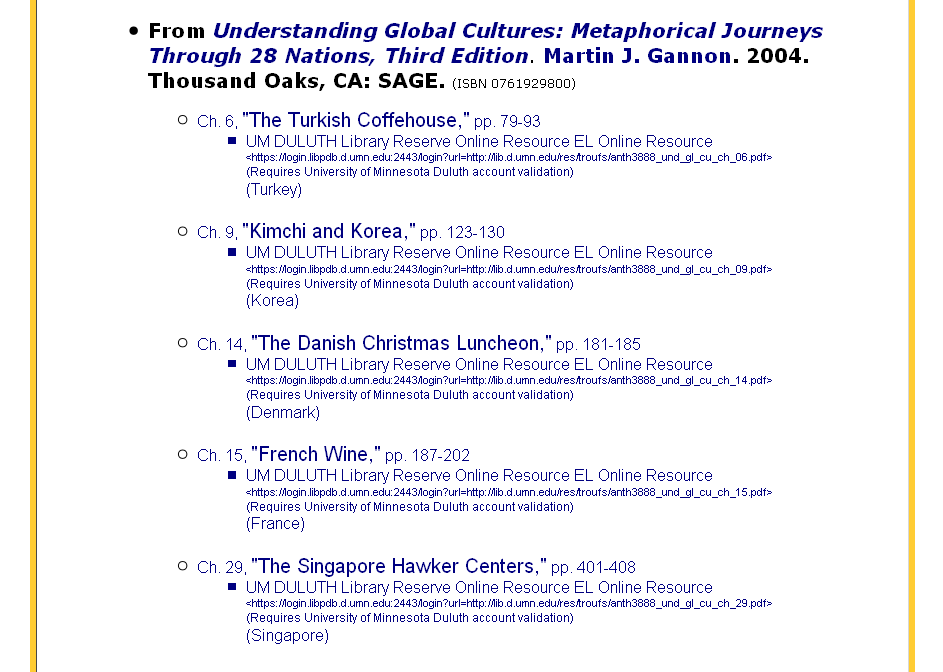 From Understanding Global Cultures: Metaphorical Journeys
Through 28 Nations, Third Edition. Martin J. Gannon. 2004.
Thousand Oaks, CA: SAGE. (ISBN 0761929800)
Ch. 6, "The Turkish Coffehouse," pp. 79-93
UM DULUTH Library Reserve Online Resource EL Online Resource
<https://login.libpdb.d.umn.edu:2443/login?url=http://lib.d.umn.edu/res/troufs/anth3888_und_gl_cu_ch_06.pdf>
(Requires University of Minnesota Duluth account validation)
(Turkey)
Ch. 9, "Kimchi and Korea," pp. 123-130
UM DULUTH Library Reserve Online Resource EL Online Resource
<https://login.libpdb.d.umn.edu:2443/login?url=http://lib.d.umn.edu/res/troufs/anth3888_und_gl_cu_ch_09.pdf>
(Requires University of Minnesota Duluth account validation)
(Korea)
Ch. 14, "The Danish Christmas Luncheon," pp. 181-185
UM DULUTH Library Reserve Online Resource EL Online Resource
<https://login.libpdb.d.umn.edu:2443/login?url=http://lib.d.umn.edu/res/troufs/anth3888_und_gl_cu_ch_14.pdf>
(Requires University of Minnesota Duluth account validation)
(Denmark)
Ch. 15, "French Wine," pp. 187-202
UM DULUTH Library Reserve Online Resource EL Online Resource
<https://login.libpdb.d.umn.edu:2443/login?url=http://lib.d.umn.edu/res/troufs/anth3888_und_gl_cu_ch_15.pdf>
(Requires University of Minnesota Duluth account validation)
(France)
Ch. 29, "The Singapore Hawker Centers," pp. 401-408
UM DULUTH Library Reserve Online Resource EL Online Resource
<https://login.libpdb.d.umn.edu:2443/login?url=http://lib.d.umn.edu/res/troufs/anth3888_und_gl_cu_ch_29.pdf>
(Requires University of Minnesota Duluth account validation)
(Singapore)